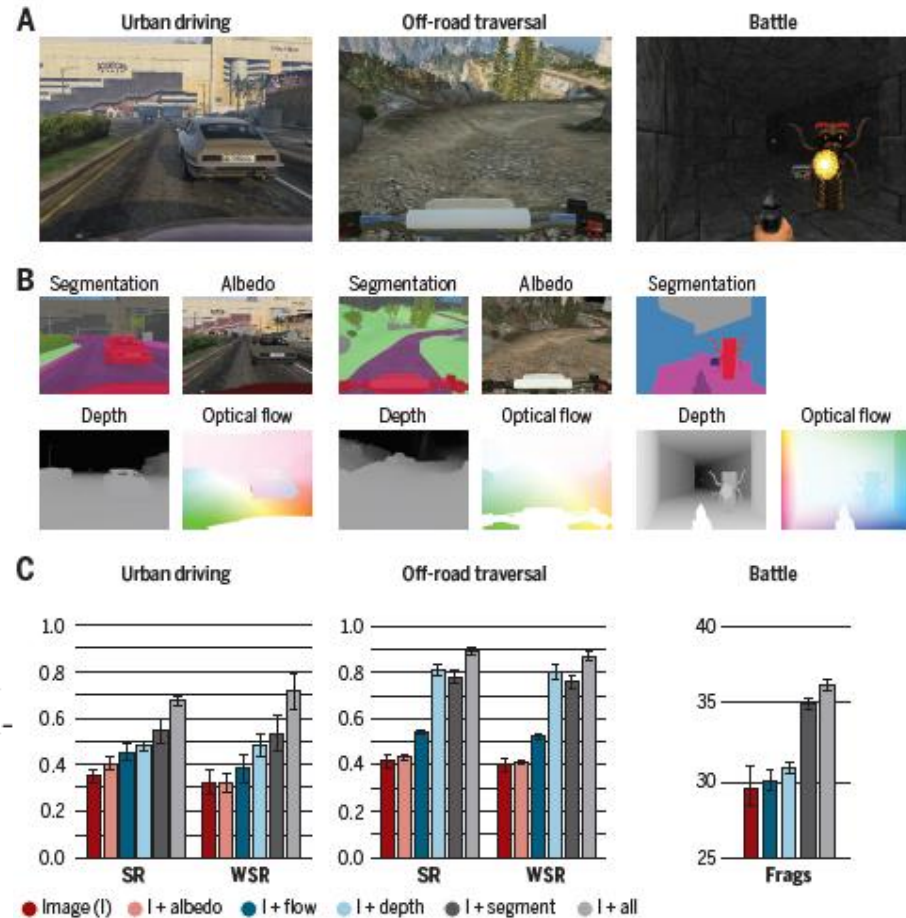 A Urban driving Off-road traversal Battle
B Segmentation Albedo Segmentation Albedo Segmentation
Depth Optical flow Depth Optical flow Depth Optical flow
C Urban driving Off-road traversal Battle
1.0 1.0 40
0.8 0.8 35
0.6 0.6
0.4 0.4 30
0.2 0.2
0.0 0.0 25
SR WSR SR WSR Frags
Image (I) I + albedo I + flow I + depth I + segment I + all